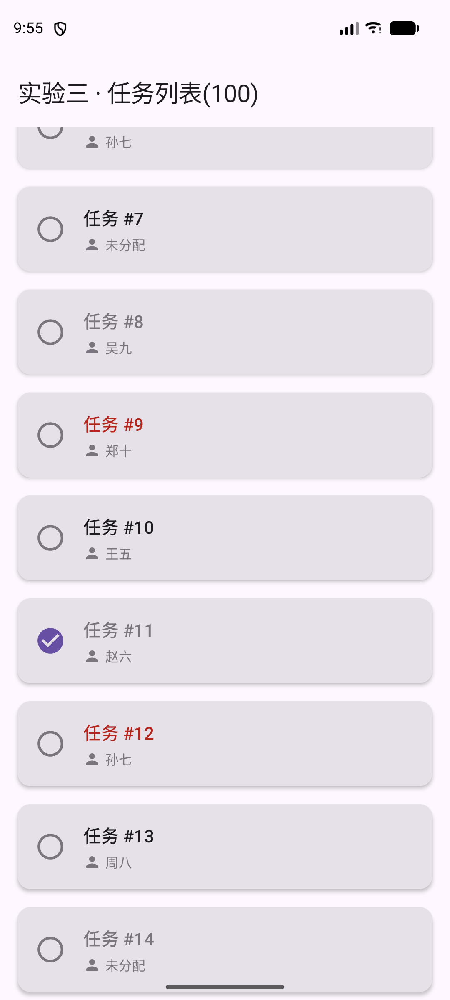 9:55
实验三 · 任务列表(100)
孙七
任务 #7
未分配
任务 #8
吴九
任务 #9
郑十
任务 #10
王五
任务 #11
赵六
任务 #12
孙七
任务 #13
周八
任务 #14
未分配